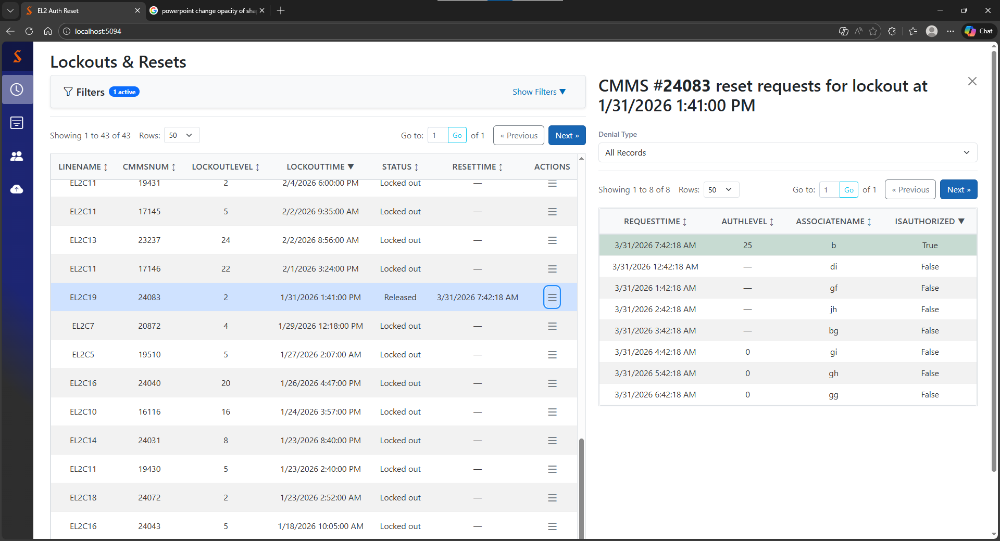 EL2 Auth Reset
powerpoint change opacity of sha
localhost:5094
Chat
Lockouts & Resets
Filters 1 active
Show Filters ▼
Showing 1 to 43 of 43 Rows: 50
Go to: 1 Go of 1 « Previous Next »
LINENAME ↕ CMMSNUM ↕ LOCKOUTLEVEL ↕ LOCKOUTTIME ▼ STATUS ↕ RESETTIME ↕ ACTIONS
EL2C11 19431 2 2/4/2026 6:00:00 PM Locked out —
EL2C11 17145 5 2/2/2026 9:35:00 AM Locked out —
EL2C13 23237 24 2/2/2026 8:56:00 AM Locked out —
EL2C11 17146 22 2/1/2026 3:24:00 PM Locked out —
EL2C19 24083 2 1/31/2026 1:41:00 PM Released 3/31/2026 7:42:18 AM
EL2C7 20872 4 1/29/2026 12:18:00 PM Locked out —
EL2C5 19510 5 1/27/2026 2:07:00 AM Locked out —
EL2C16 24040 20 1/26/2026 4:47:00 PM Locked out —
EL2C10 16116 16 1/24/2026 3:57:00 PM Locked out —
EL2C14 24031 8 1/23/2026 8:40:00 PM Locked out —
EL2C11 19430 5 1/23/2026 2:40:00 PM Locked out —
EL2C18 24072 2 1/23/2026 2:52:00 AM Locked out —
EL2C16 24043 5 1/18/2026 10:05:00 AM Locked out —
CMMS #24083 reset requests for lockout at
1/31/2026 1:41:00 PM
Denial Type
All Records
Showing 1 to 8 of 8 Rows: 50
Go to: 1 Go of 1 « Previous Next »
REQUESTTIME ↕ AUTHLEVEL ↕ ASSOCIATENAME ↕ ISAUTHORIZED ▼
3/31/2026 7:42:18 AM 25 b True
3/31/2026 12:42:18 AM — di False
3/31/2026 1:42:18 AM — gf False
3/31/2026 2:42:18 AM — jh False
3/31/2026 3:42:18 AM — bg False
3/31/2026 4:42:18 AM 0 gi False
3/31/2026 5:42:18 AM 0 gh False
3/31/2026 6:42:18 AM 0 gg False